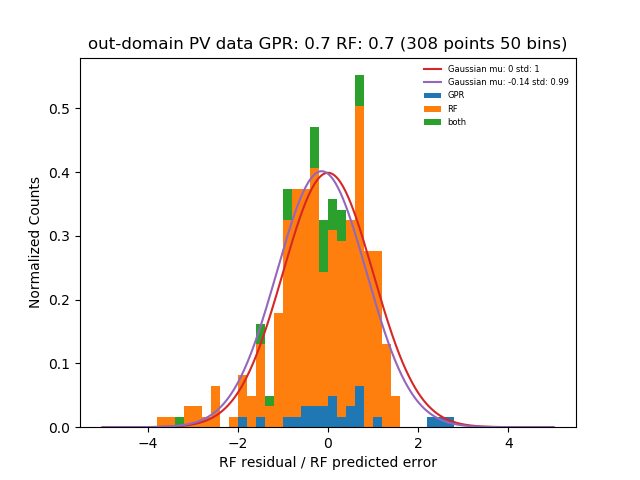 out-domain PV data GPR: 0.7 RF: 0.7 (308 points 50 bins)
Gaussian mu: 0 std: 1
Gaussian mu: -0.14 std: 0.99
GPR
RF
both
Normalized Counts
0.5
0.4
0.3
0.2
0.1
0.0
−4 −2 0 2 4
RF residual / RF predicted error